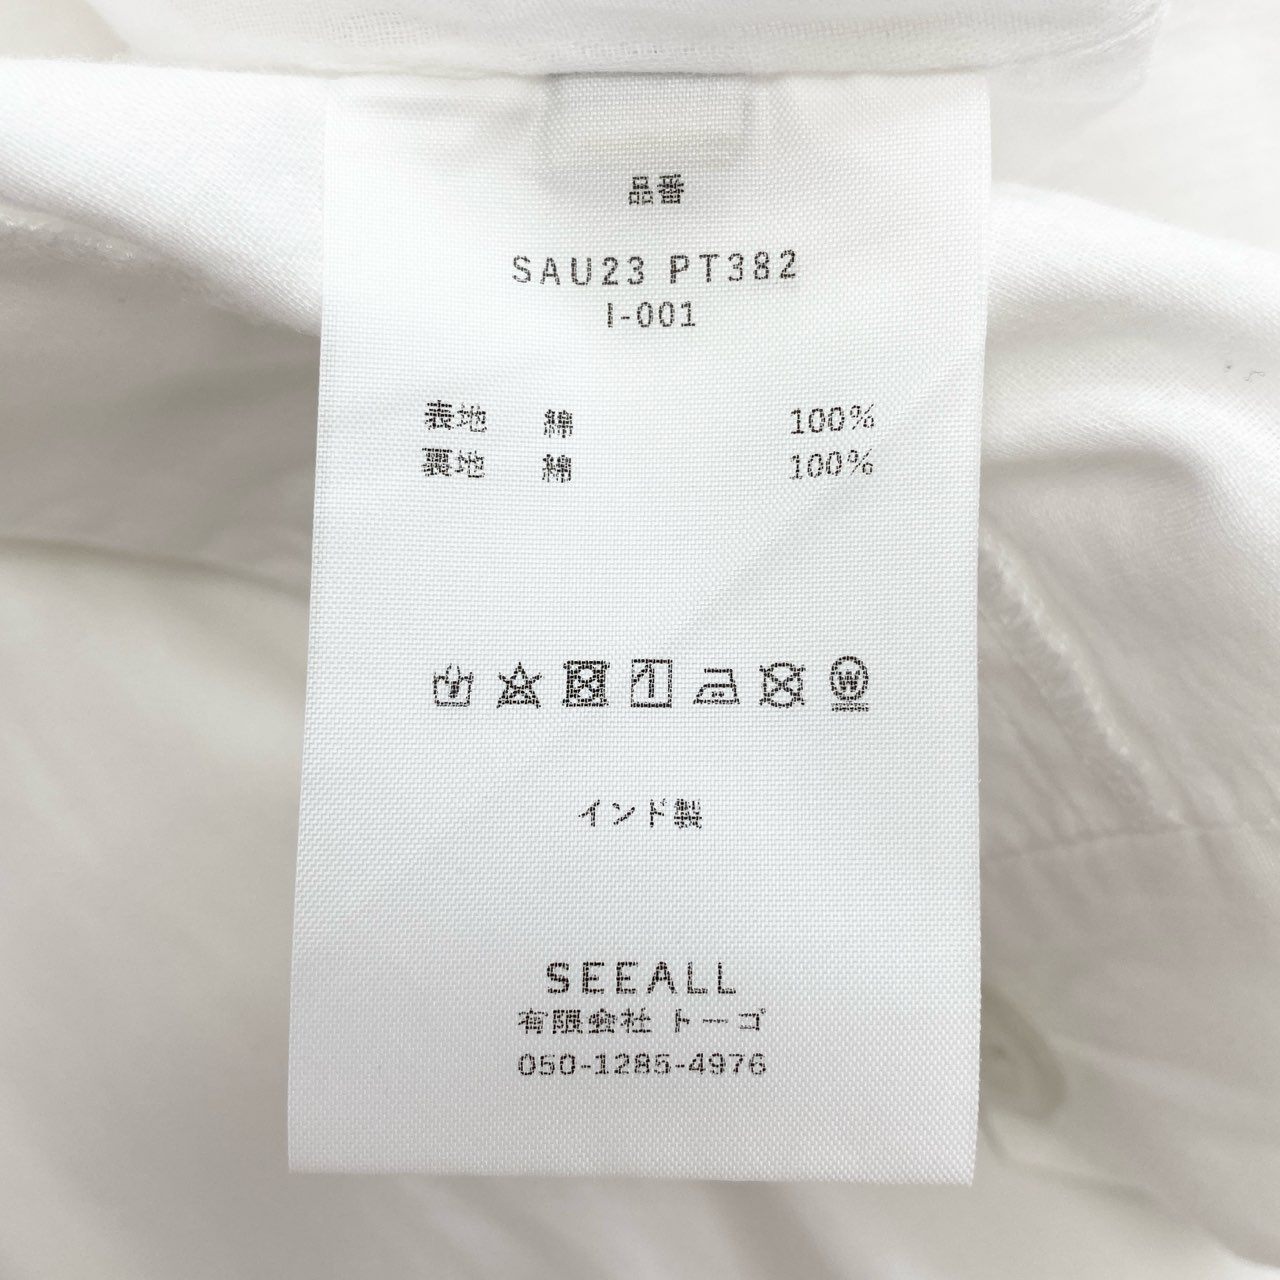 品番
SAU23 PT382
I-001
表地 綿 100%
裏地 綿 100%
インド製
SEEALL
有限会社 トーゴ
050-1285-4976